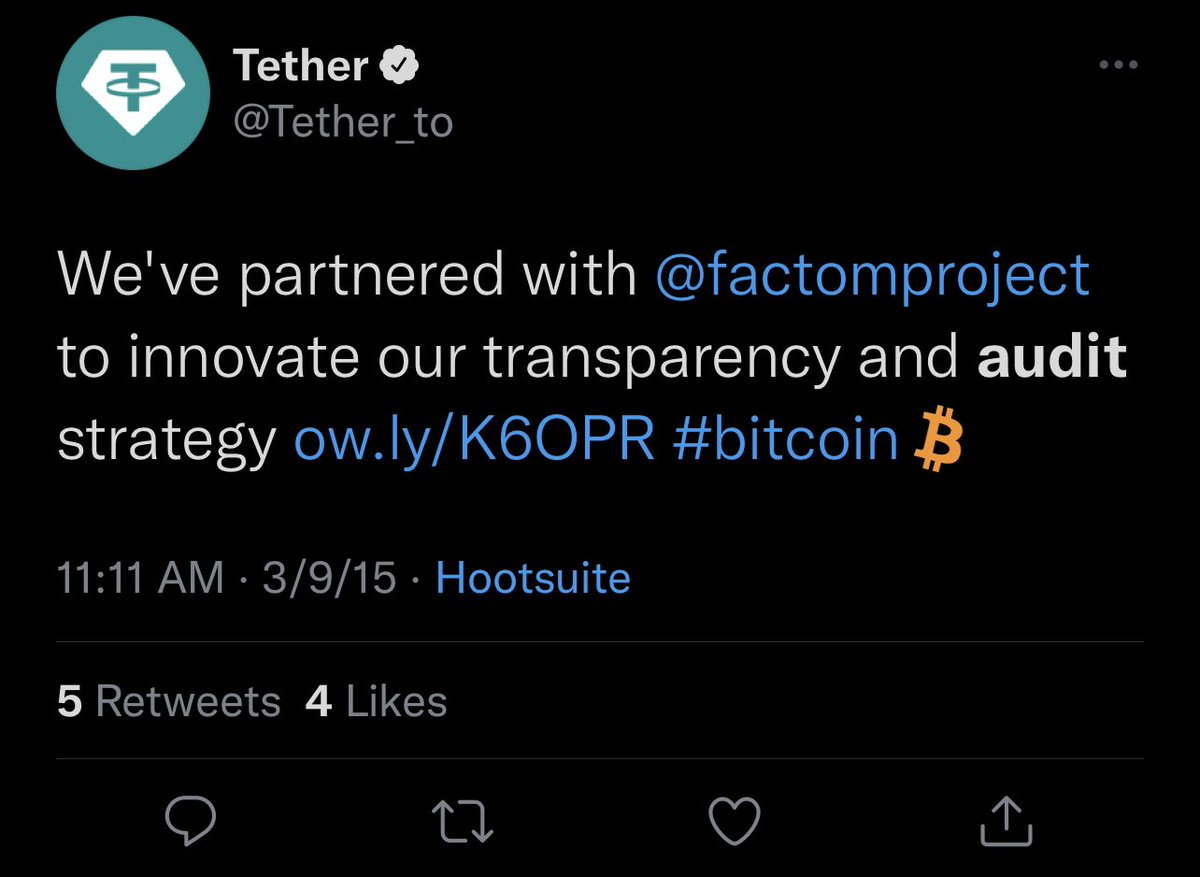 Tether
@Tether_to
We've partnered with @factomproject
to innovate our transparency and audit
strategy ow.ly/K6OPR #bitcoin
11:11 AM · 3/9/15 · Hootsuite
5 Retweets 4 Likes